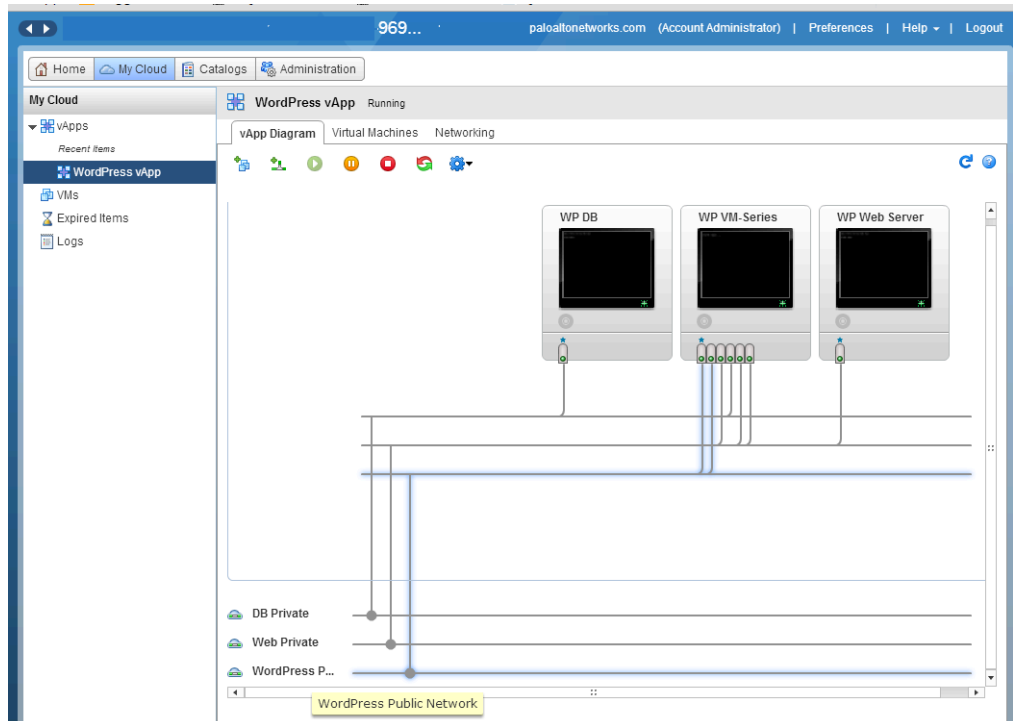 969... paloaltonetworks.com (Account Administrator) | Preferences | Help | Logout
Home My Cloud Catalogs Administration
My Cloud
WordPress vApp Running
vApps
vApp Diagram Virtual Machines Networking
Recent Items
WordPress vApp
VMs
Expired Items
Logs
WP DB WP VM-Series WP Web Server
DB Private
Web Private
WordPress P...
WordPress Public Network